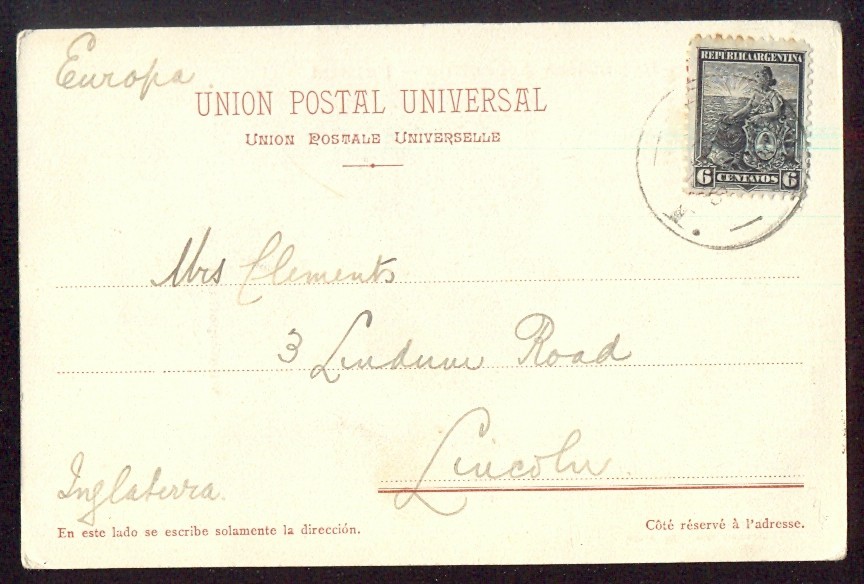 Europa
UNION POSTAL UNIVERSAL
UNION POSTALE UNIVERSELLE
REPUBLICA ARGENTINA
6 CENTAVOS 6
Mrs Clements
3 Lindum Road
Lincoln
Inglaterra.
En este lado se escribe solamente la dirección.
Côté réservé à l'adresse.